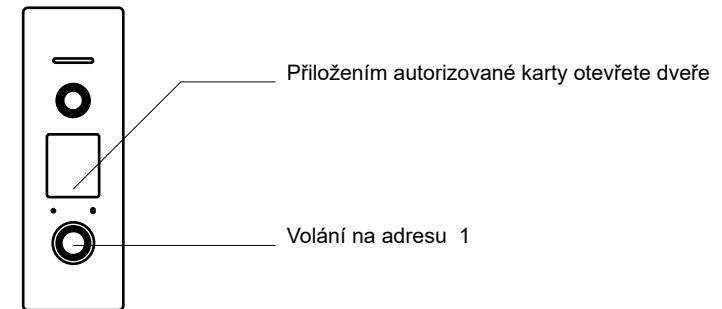 Přiložením autorizované karty otevřete dveře
Volání na adresu  1